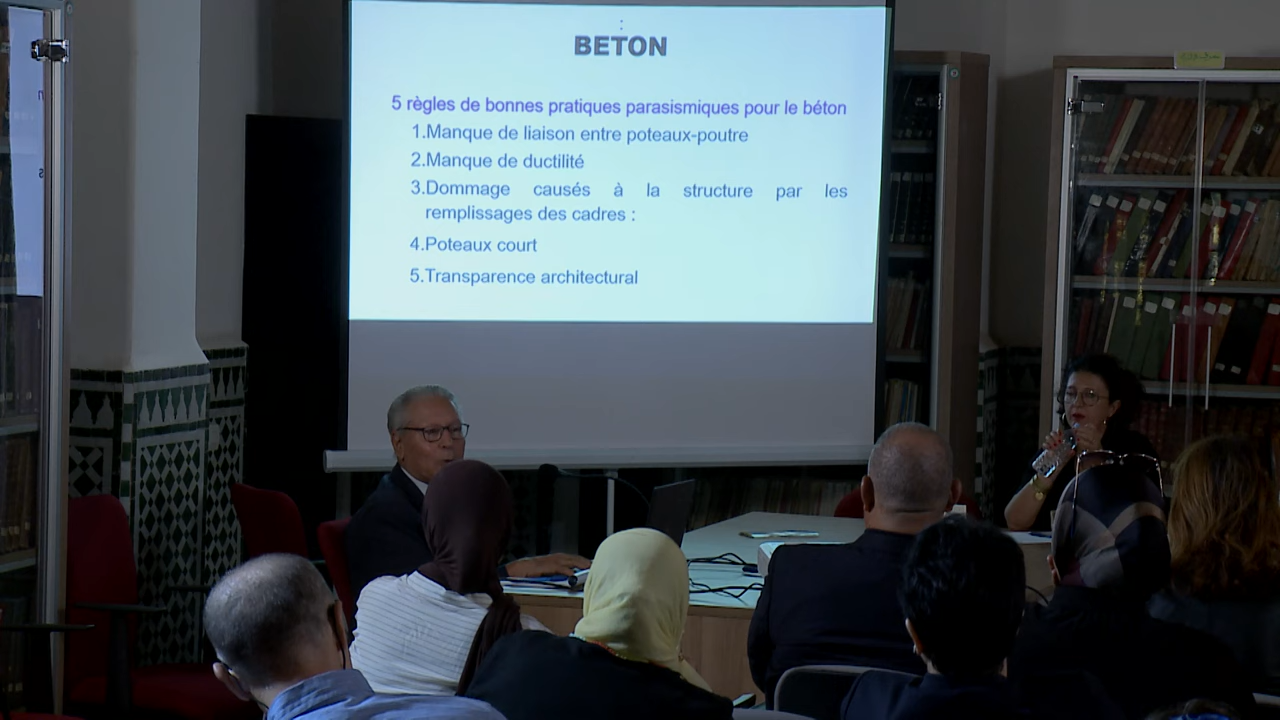 :
BETON
5 règles de bonnes pratiques parasismiques pour le béton
1.Manque de liaison entre poteaux-poutre
2.Manque de ductilité
3.Dommage causés à la structure par les
remplissages des cadres :
4.Poteaux court
5.Transparence architectural